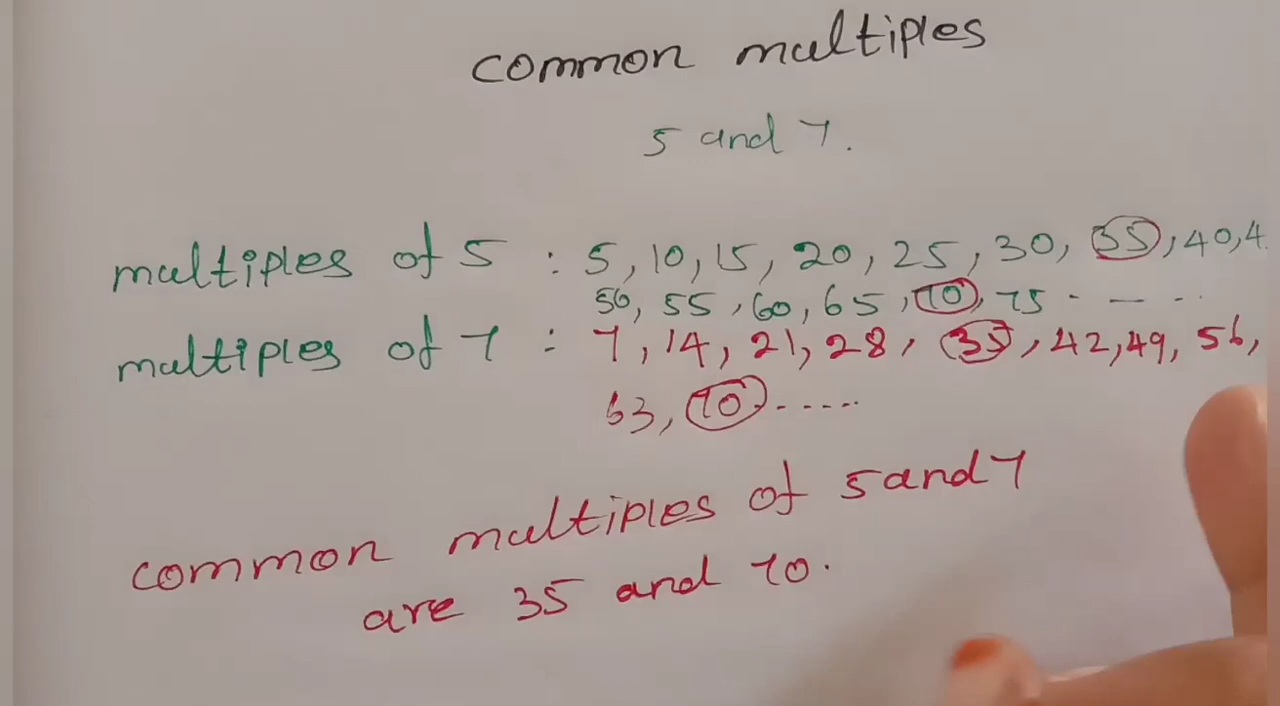 common multiples
5 and 7.
multiples of 5 : 5, 10, 15, 20, 25, 30, 35, 40, 4
50, 55, 60, 65, 70, 75 - — - -
multiples of 7 : 7, 14, 21, 28, 35, 42, 49, 56,
63, 70 .....
common multiples of 5 and 7
are 35 and 70.